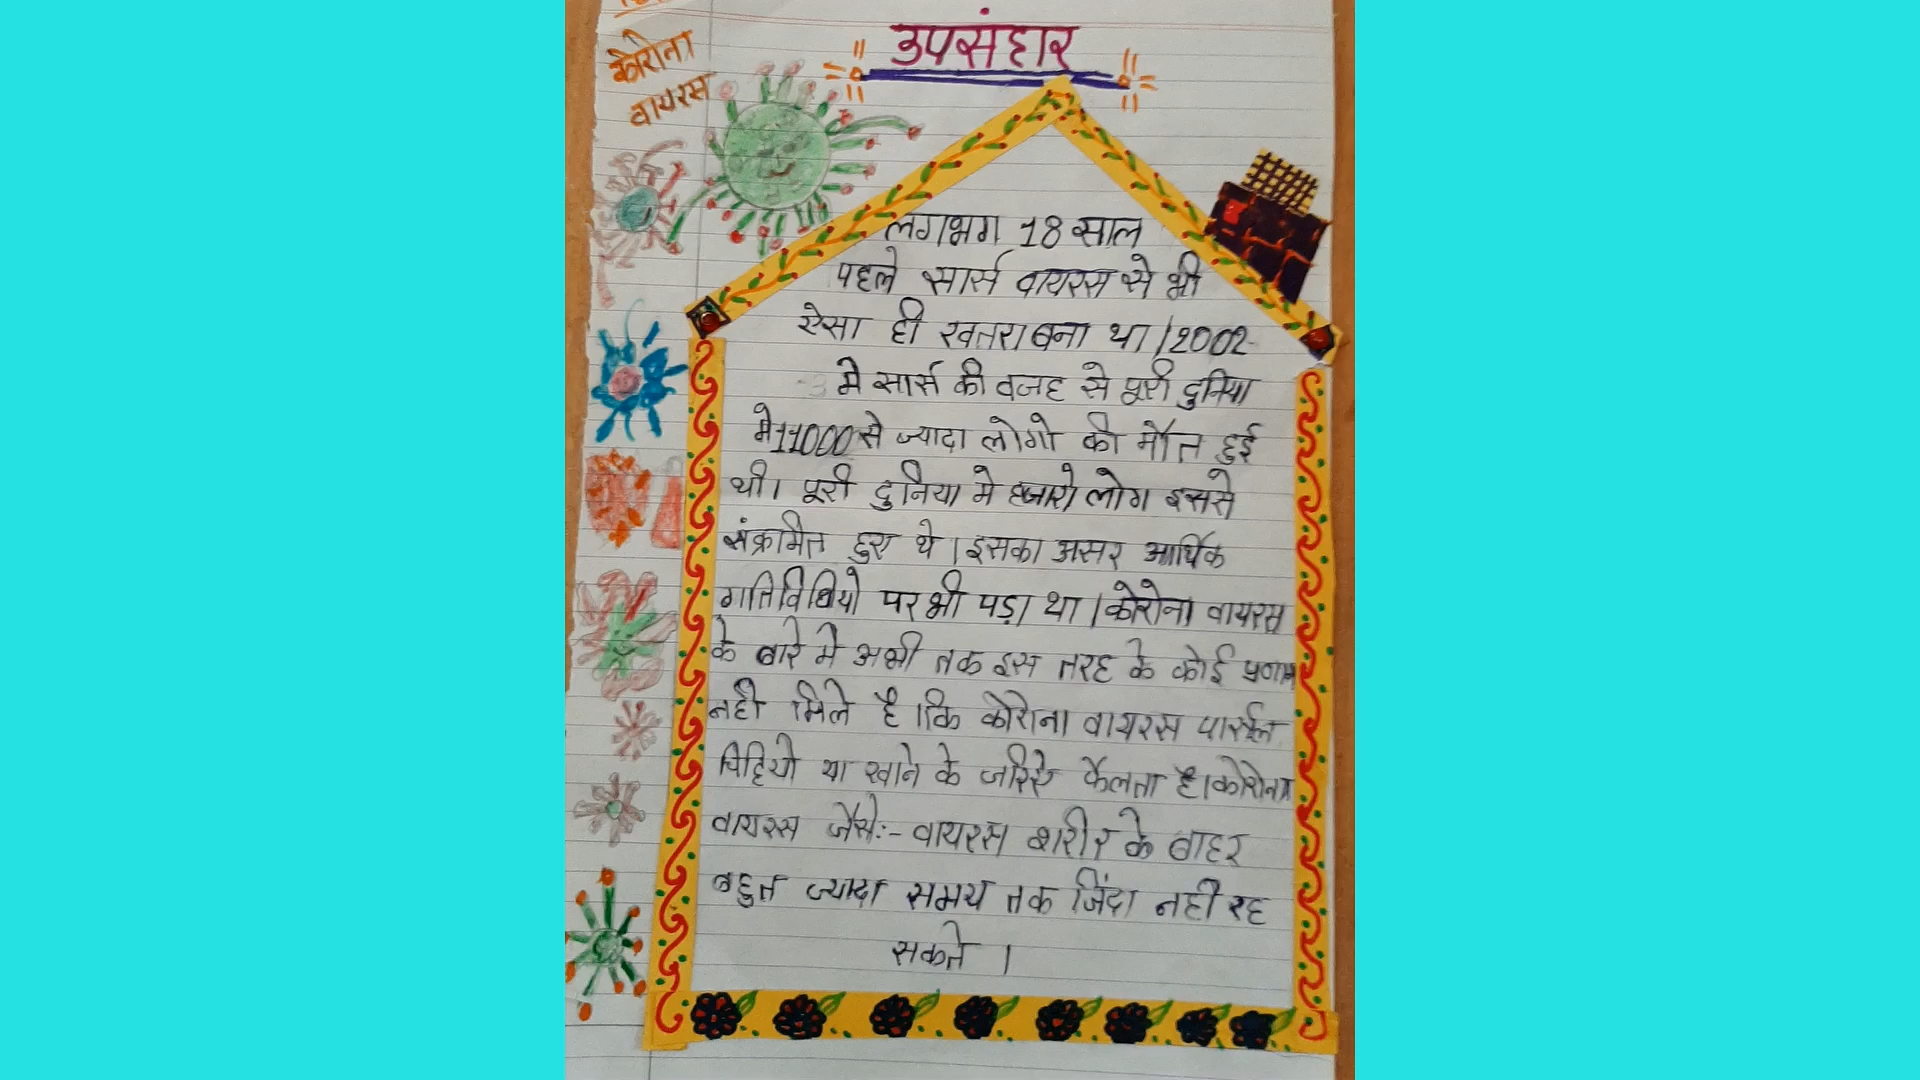 उपसंहार
कोरोना
वायरस
लगभग 18 साल
पहले सार्स वायरस से भी
ऐसा ही खतरा बना था।2002
मे सार्स की वजह से पूरी दुनिया
मे 11000 से ज्यादा लोगो की मौत हुई
थी। पूरी दुनिया मे हजारो लोग इससे
संक्रमित हुए थे। इसका असर आर्थिक
गतिविधियो पर भी पड़ा था।कोरोना वायरस
के बारे मे अभी तक इस तरह के कोई
नही मिले है।कि कोरोना वायरस पार्सल
चिट्टियो या खाने के जरिए फैलता है।कोरोना
वायरस जैसे:- वायरस शरीर के बाहर
बहुत ज्यादा समय तक जिंदा नही रह
सकते ।